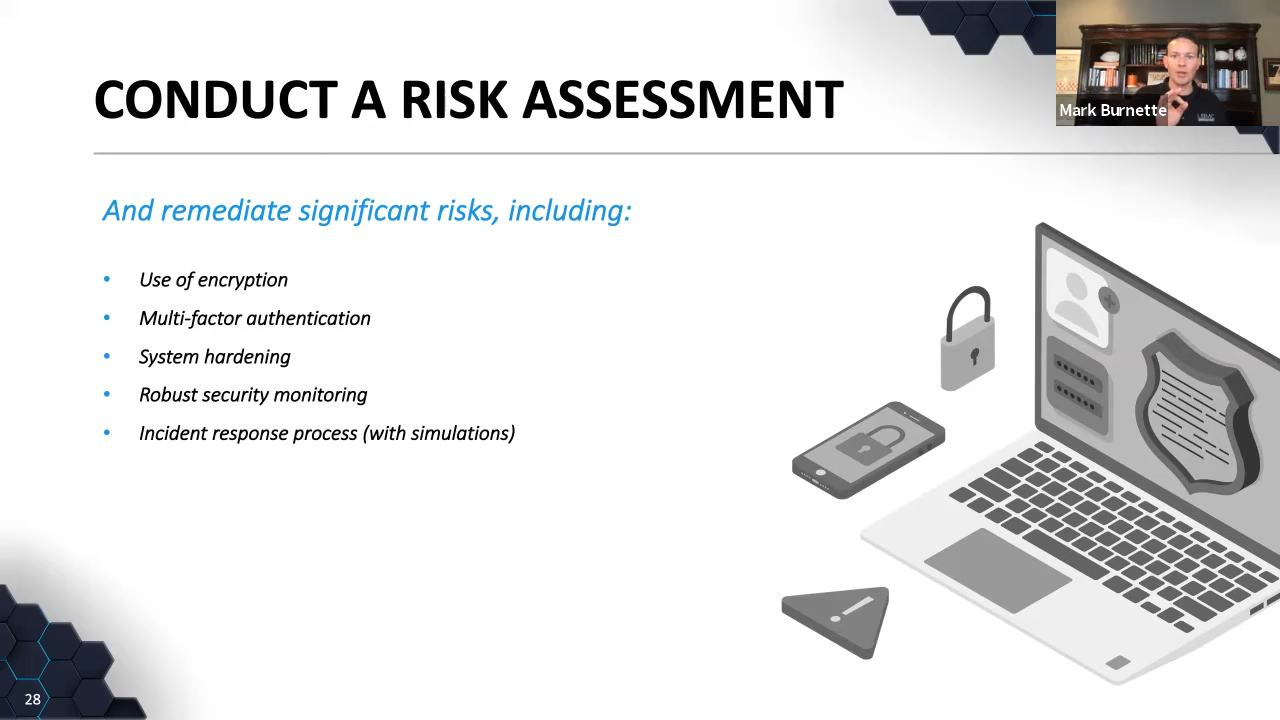 CONDUCT A RISK ASSESSMENT
Mark Burnette
And remediate significant risks, including:
• Use of encryption
• Multi-factor authentication
• System hardening
• Robust security monitoring
• Incident response process (with simulations)
28